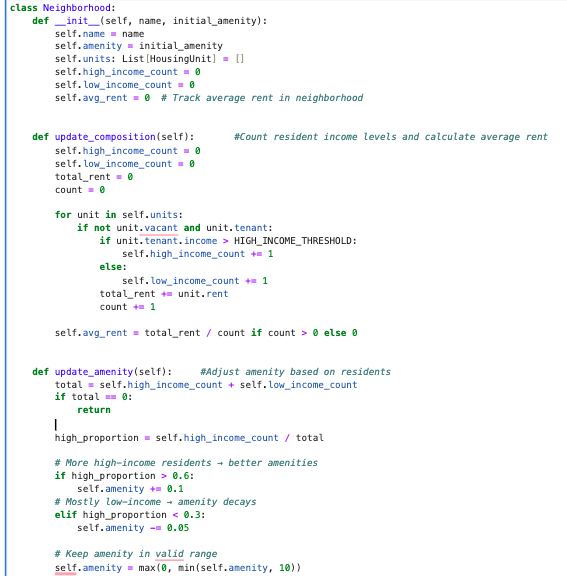 class Neighborhood:
    def __init__(self, name, initial_amenity):
        self.name = name
        self.amenity = initial_amenity
        self.units: List[HousingUnit] = []
        self.high_income_count = 0
        self.low_income_count = 0
        self.avg_rent = 0  # Track average rent in neighborhood
    def update_composition(self):       #Count resident income levels and calculate average rent
        self.high_income_count = 0
        self.low_income_count = 0
        total_rent = 0
        count = 0
        for unit in self.units:
            if not unit.vacant and unit.tenant:
                if unit.tenant.income > HIGH_INCOME_THRESHOLD:
                    self.high_income_count += 1
                else:
                    self.low_income_count += 1
                total_rent += unit.rent
                count += 1
        self.avg_rent = total_rent / count if count > 0 else 0
    def update_amenity(self):     #Adjust amenity based on residents
        total = self.high_income_count + self.low_income_count
        if total == 0:
            return
        high_proportion = self.high_income_count / total
        # More high-income residents → better amenities
        if high_proportion > 0.6:
            self.amenity += 0.1
        # Mostly low-income → amenity decays
        elif high_proportion < 0.3:
            self.amenity -= 0.05
        # Keep amenity in valid range
        self.amenity = max(0, min(self.amenity, 10))